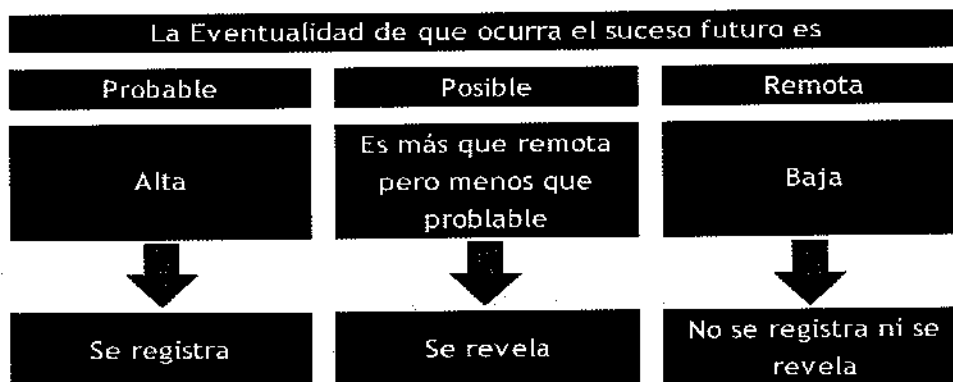 La Eventualidad de que ocurra el suceso futuro es
Probable
Posible
Remota
Alta
Es más que remota
pero menos que
problable
Baja
Se registra
Se revela
No se registra ni se
revela